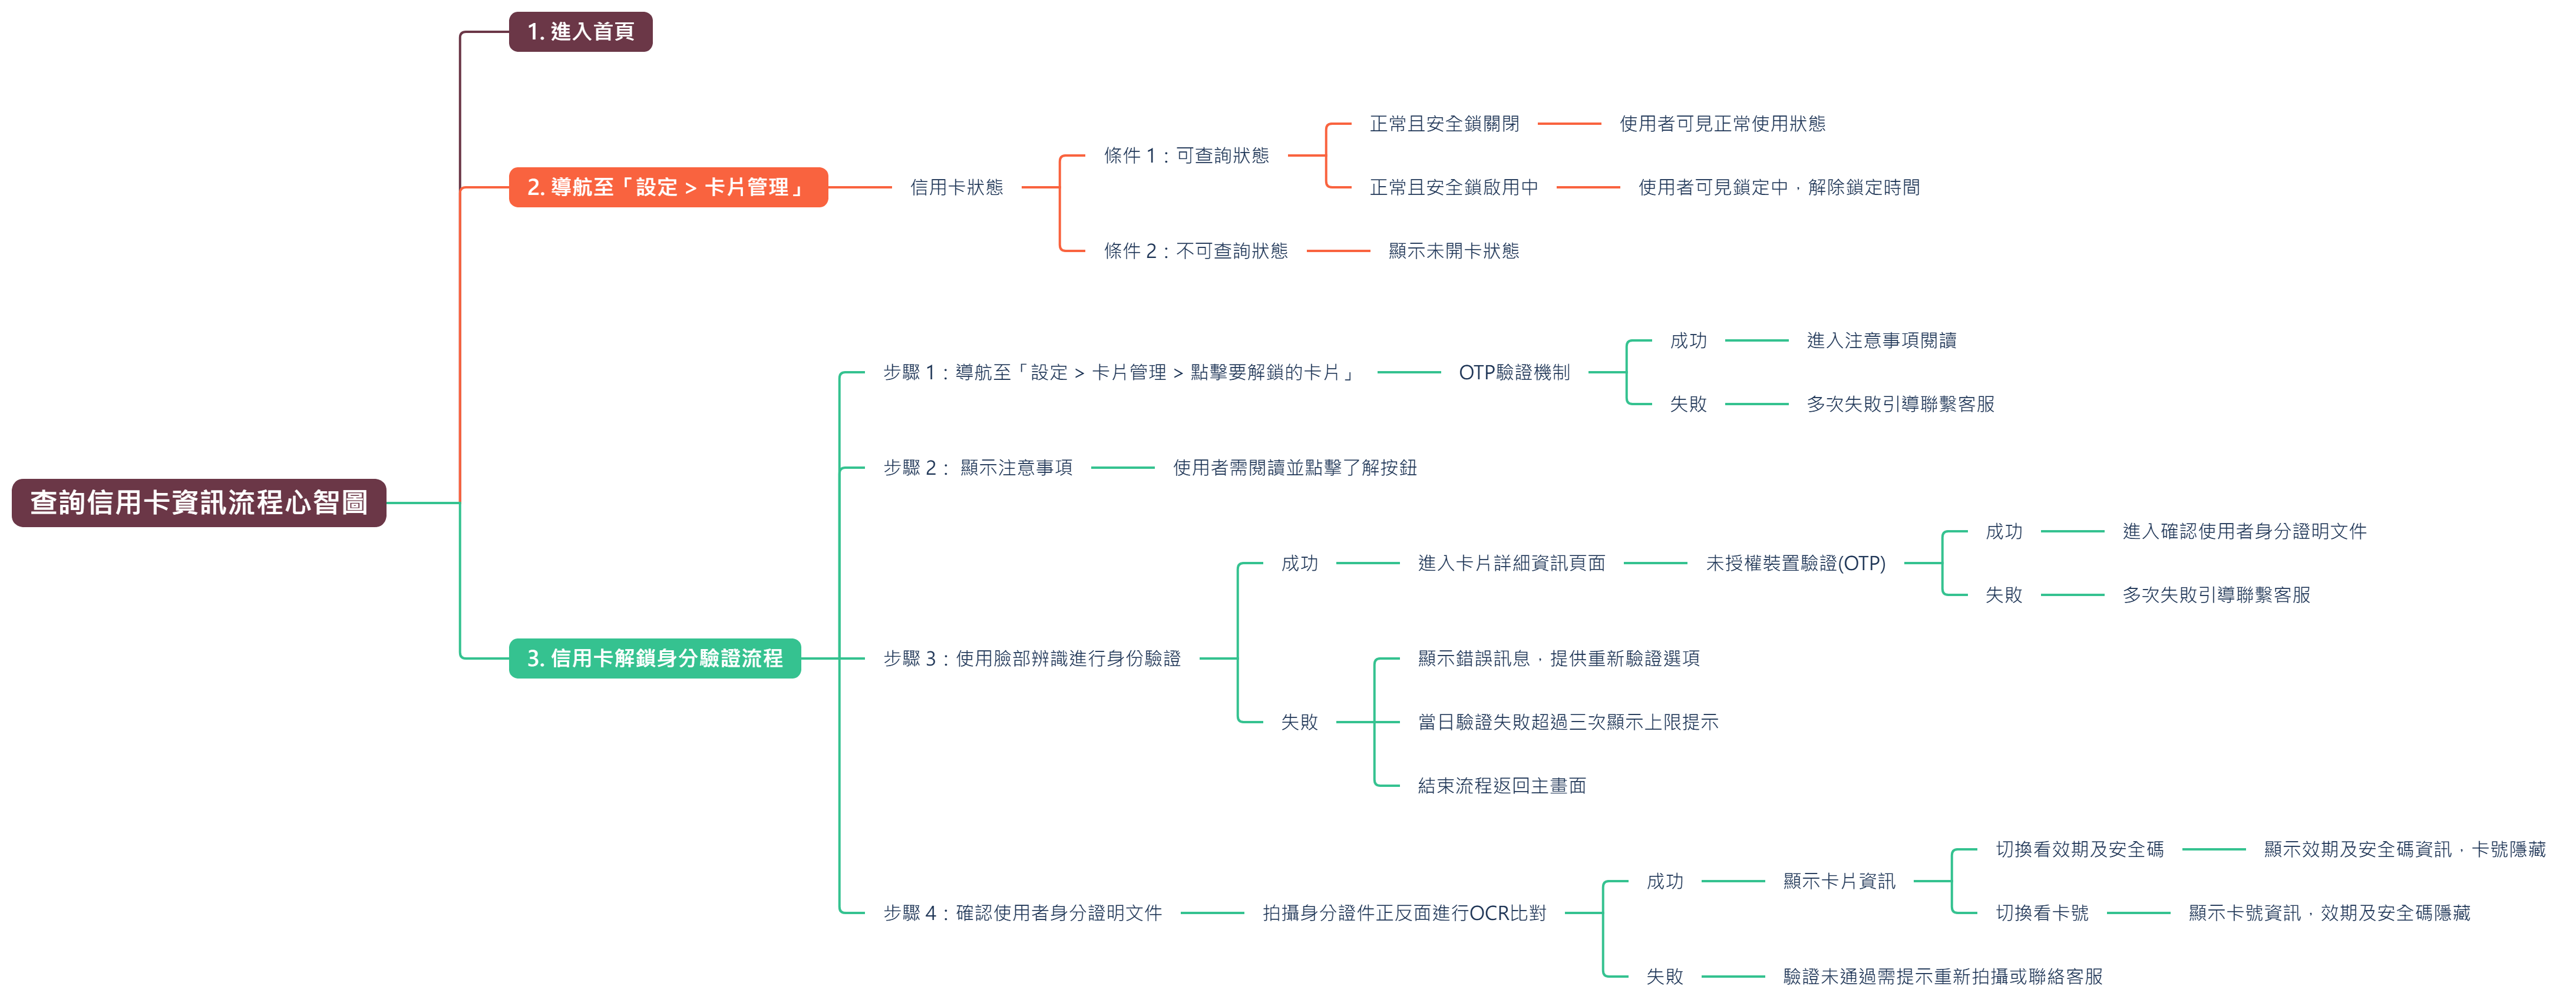 1. 進入首頁
正常且安全鎖關閉
使用者可見正常使用狀態
條件 1：可查詢狀態
2. 導航至「設定 > 卡片管理」
信用卡狀態
正常且安全鎖啟用中
使用者可見鎖定中，解除鎖定時間
條件 2：不可查詢狀態
顯示未開卡狀態
成功
進入注意事項閱讀
步驟 1：導航至「設定 > 卡片管理 > 點擊要解鎖的卡片」
OTP驗證機制
失敗
多次失敗引導聯繫客服
步驟 2： 顯示注意事項
使用者需閱讀並點擊了解按鈕
查詢信用卡資訊流程心智圖
成功
進入確認使用者身分證明文件
成功
進入卡片詳細資訊頁面
未授權裝置驗證(OTP)
失敗
多次失敗引導聯繫客服
3. 信用卡解鎖身分驗證流程
步驟 3：使用臉部辨識進行身份驗證
顯示錯誤訊息，提供重新驗證選項
失敗
當日驗證失敗超過三次顯示上限提示
結束流程返回主畫面
切換看效期及安全碼
顯示效期及安全碼資訊，卡號隱藏
成功
顯示卡片資訊
步驟 4：確認使用者身分證明文件
拍攝身分證件正反面進行OCR比對
切換看卡號
顯示卡號資訊，效期及安全碼隱藏
失敗
驗證未通過需提示重新拍攝或聯絡客服